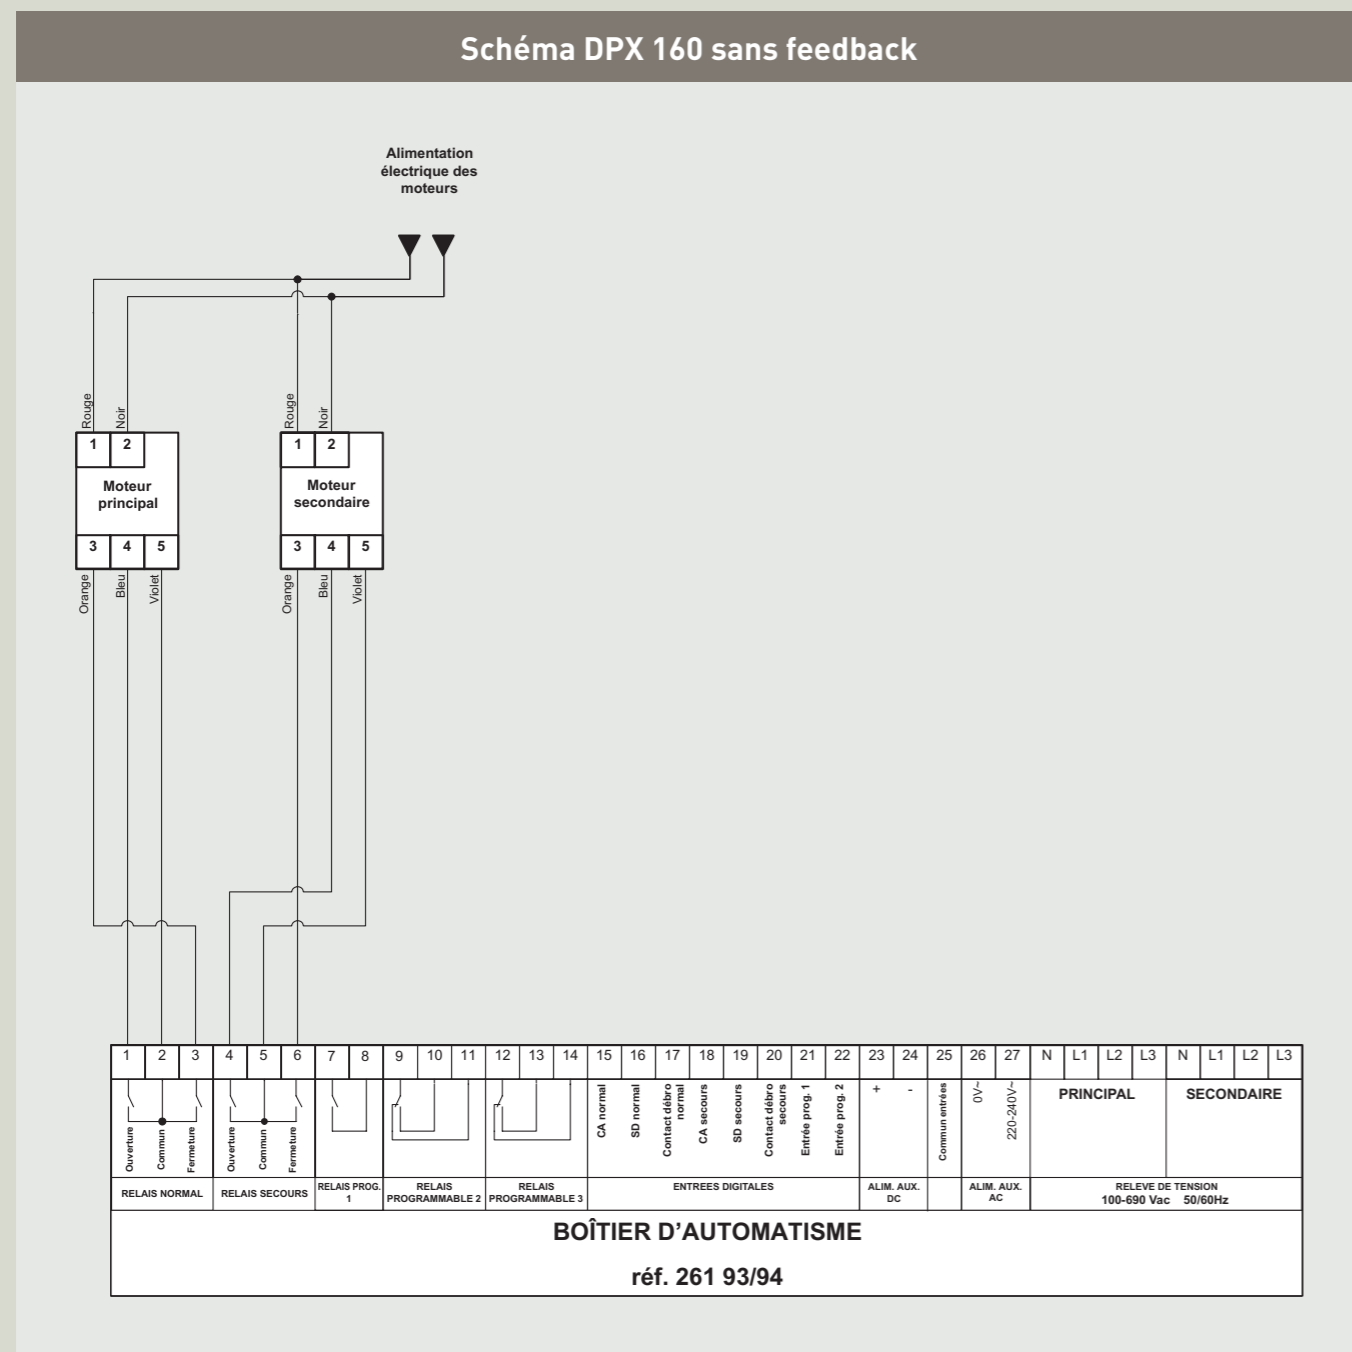 Schéma DPX 160 sans feedback
Alimentation
électrique des
moteurs
Rouge
Noir
Rouge
Noir
1 2
1 2
Moteur
principal
Moteur
secondaire
3 4 5
3 4 5
Orange
Bleu
Violet
Orange
Bleu
Violet
1 2 3 4 5 6 7 8 9 10 11 12 13 14 15 16 17 18 19 20 21 22 23 24 25 26 27 N L1 L2 L3 N L1 L2 L3
Ouverture
Commun
Fermeture
Ouverture
Commun
Fermeture
CA normal
SD normal
Contact débro
normal
CA secours
SD secours
Contact débro
secours
Entrée prog. 1
Entrée prog. 2
+
-
Commun entrées
0V~
220-240V~
PRINCIPAL
SECONDAIRE
RELAIS NORMAL
RELAIS SECOURS
RELAIS PROG.
1
RELAIS
PROGRAMMABLE 2
RELAIS
PROGRAMMABLE 3
ENTREES DIGITALES
ALIM. AUX.
DC
ALIM. AUX.
AC
RELEVE DE TENSION
100-690 Vac 50/60Hz
BOÎTIER D'AUTOMATISME
réf. 261 93/94